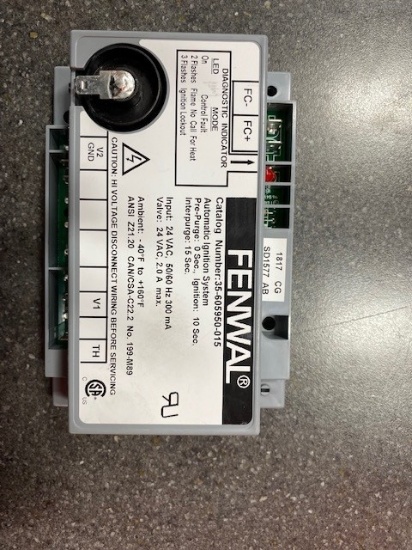 FC- FC+
DIAGNOSTIC INDICATOR
LED MODE
On Control Fault
2 Flashes Flame, No Call For Heat
3 Flashes Ignition Lockout
1817 CG
SD1577 AB
FENWAL®
Catalog Number:35-605950-015
Automatic Ignition System
Pre-Purge: 0 Sec., Ignition: 10 Sec.
Interpurge: 15 Sec.
Input: 24 VAC, 50/60 Hz 300 mA
Valve: 24 VAC, 2.0 A max.
Ambient: -40°F to +160°F
ANSI Z21.20 CAN/CSA-C22.2 No. 199-M89
CAUTION: HI VOLTAGE DISCONNECT WIRING BEFORE SERVICING
V2
GND
V1
TH